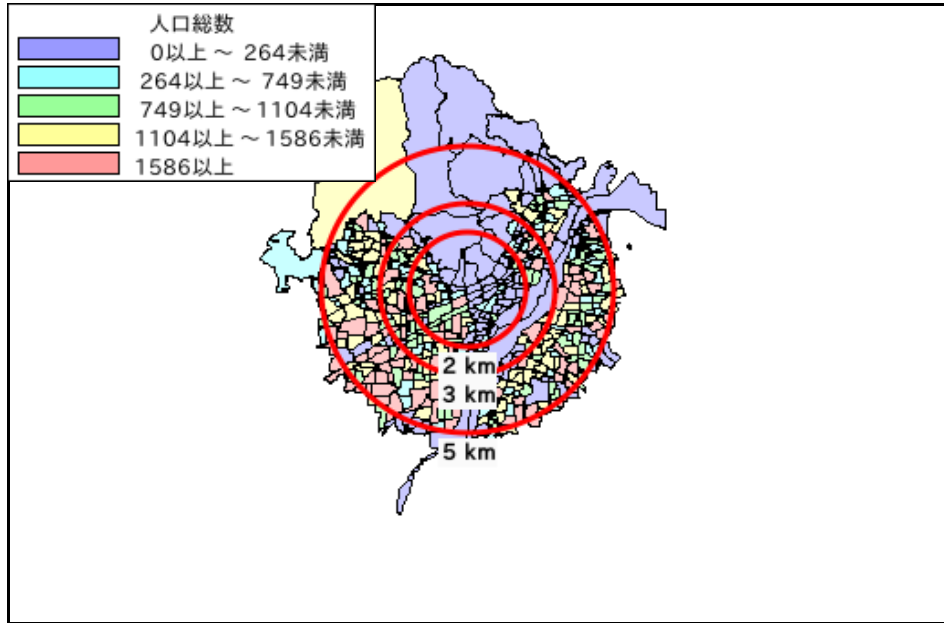 人口総数
0以上 ～ 264未満
264以上 ～ 749未満
749以上 ～ 1104未満
1104以上 ～ 1586未満
1586以上
2 km
3 km
5 km